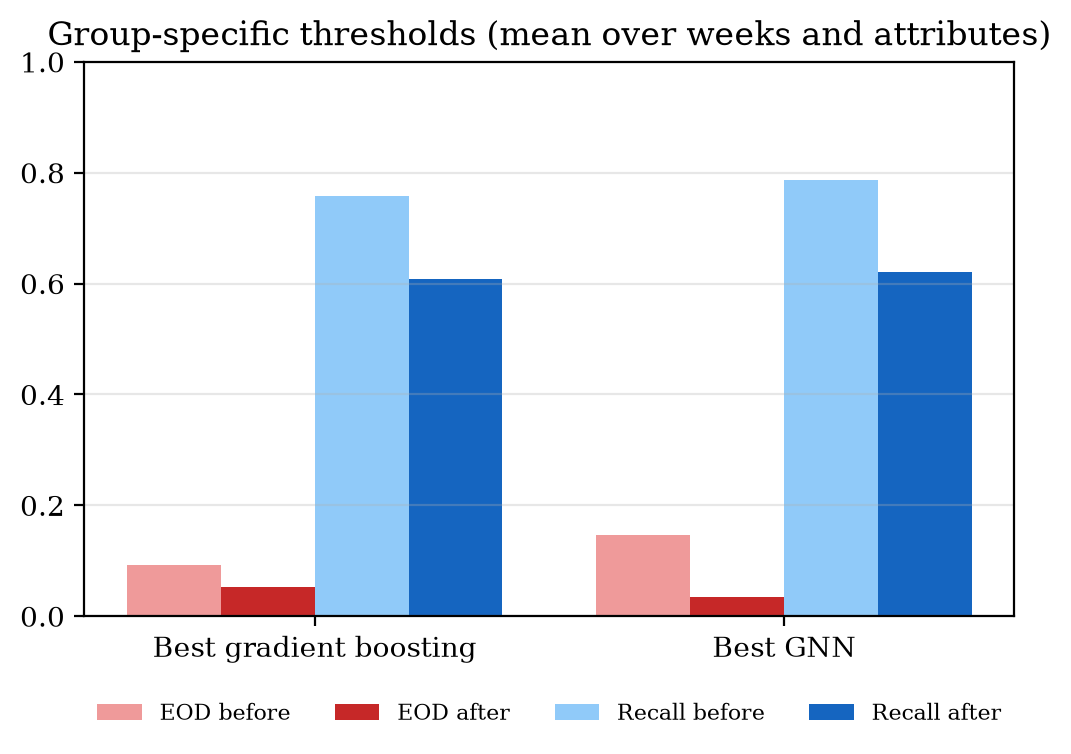 Group-specific thresholds (mean over weeks and attributes)
1.0
0.8
0.6
0.4
0.2
0.0
Best gradient boosting
Best GNN
EOD before
EOD after
Recall before
Recall after